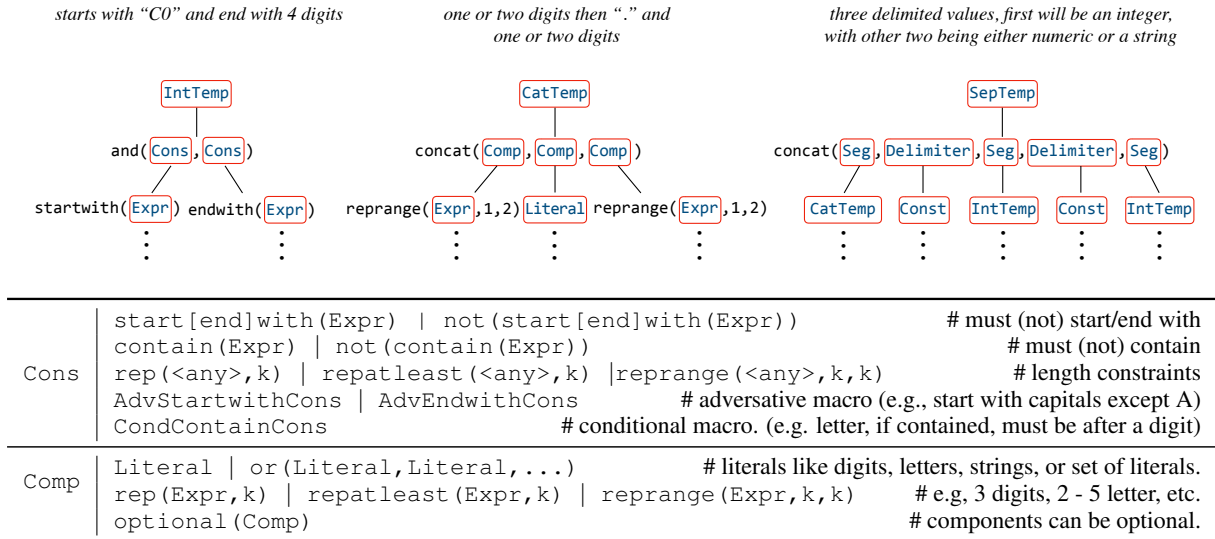 starts with “C0” and end with 4 digits
one or two digits then “.” and
one or two digits
three delimited values, first will be an integer,
with other two being either numeric or a string
IntTemp
CatTemp
SepTemp
and(Cons,Cons)
concat(Comp,Comp,Comp)
concat(Seg,Delimiter,Seg,Delimiter,Seg)
startwith(Expr) endwith(Expr)
reprange(Expr,1,2) Literal reprange(Expr,1,2)
CatTemp Const IntTemp Const IntTemp
Cons
start[end]with(Expr) | not(start[end]with(Expr)) # must (not) start/end with
contain(Expr) | not(contain(Expr)) # must (not) contain
rep(<any>,k) | repatleast(<any>,k) |reprange(<any>,k,k) # length constraints
AdvStartwithCons | AdvEndwithCons # adversative macro (e.g., start with capitals except A)
CondContainCons # conditional macro. (e.g. letter, if contained, must be after a digit)
Comp
Literal | or(Literal,Literal,...) # literals like digits, letters, strings, or set of literals.
rep(Expr,k) | repatleast(Expr,k) | reprange(Expr,k,k) # e.g, 3 digits, 2 - 5 letter, etc.
optional(Comp) # components can be optional.